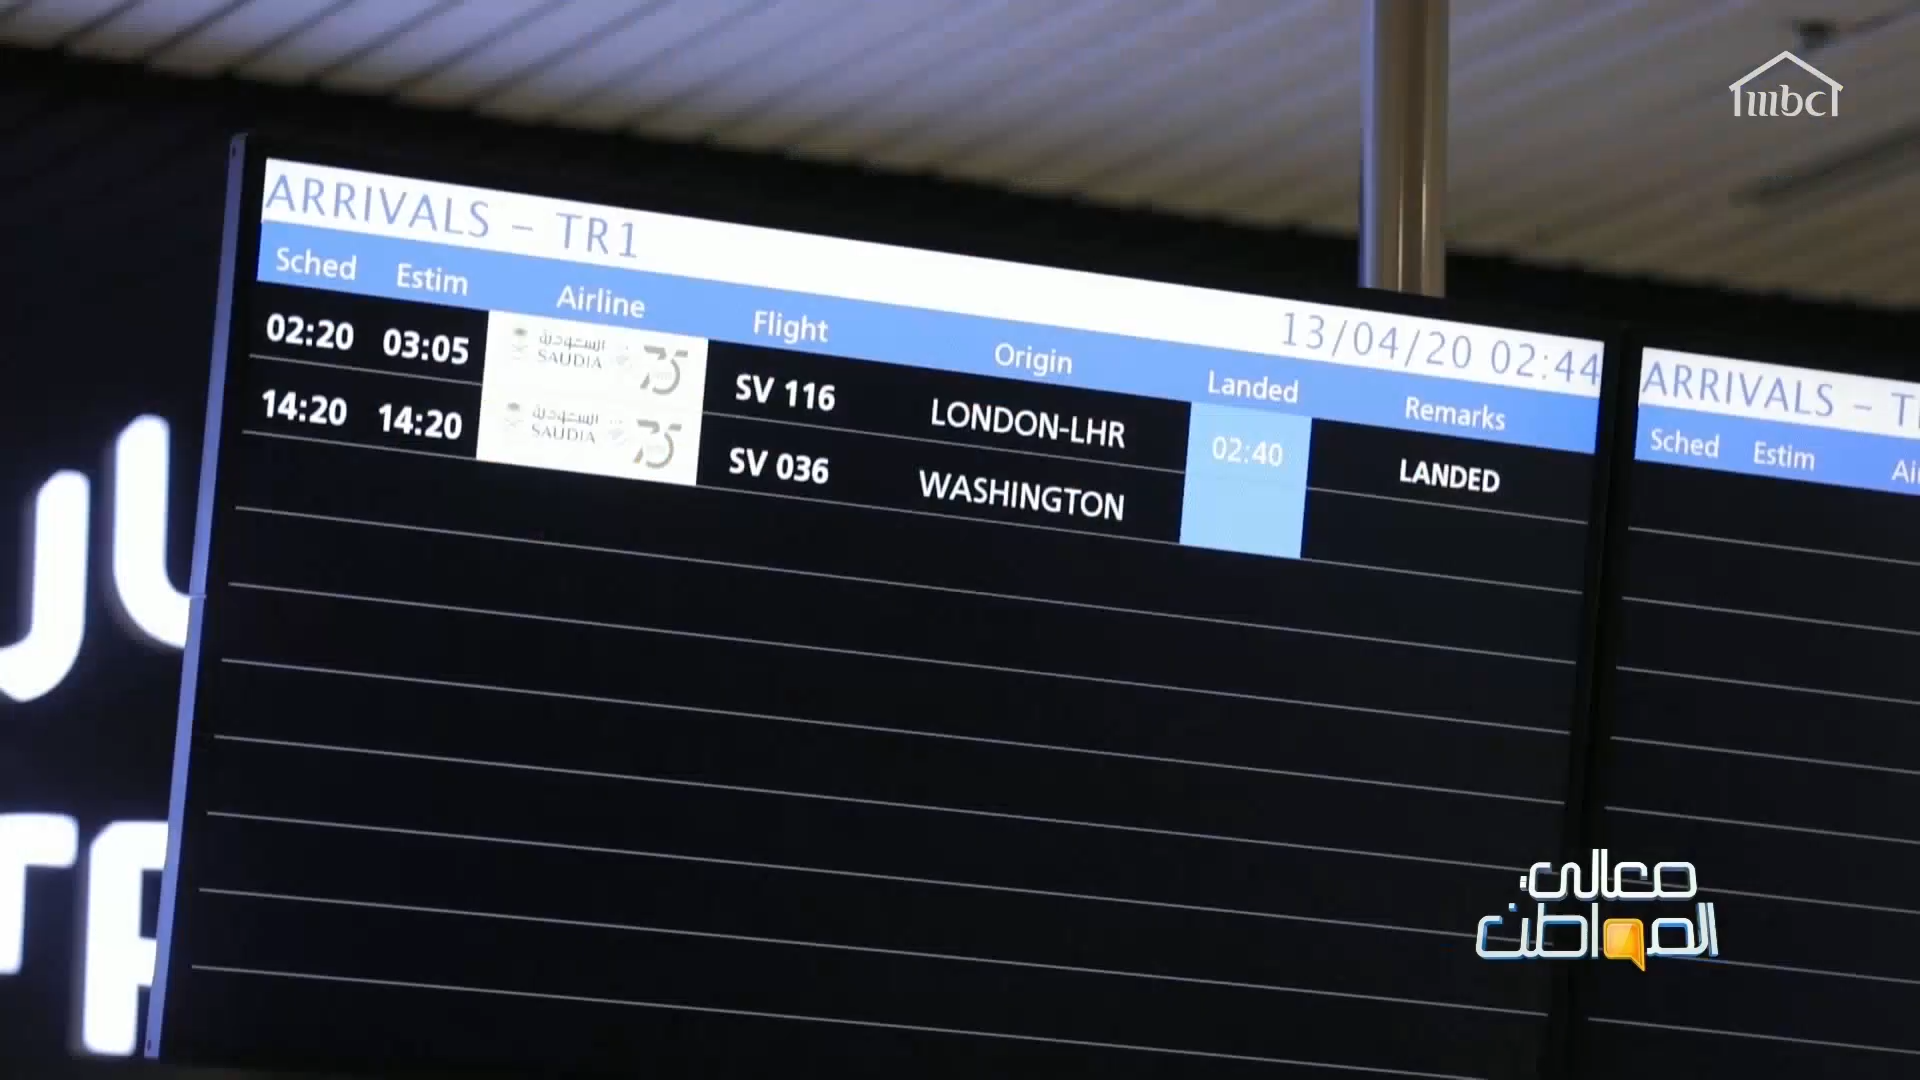 mbc
ARRIVALS - TR1
13/04/20 02:44
Sched Estim Airline Flight Origin Landed Remarks
02:20 03:05 السعودية SAUDIA 75 SV 116 LONDON-LHR 02:40 LANDED
14:20 14:20 السعودية SAUDIA 75 SV 036 WASHINGTON
ARRIVALS -
Sched Estim
معالي
المواطن